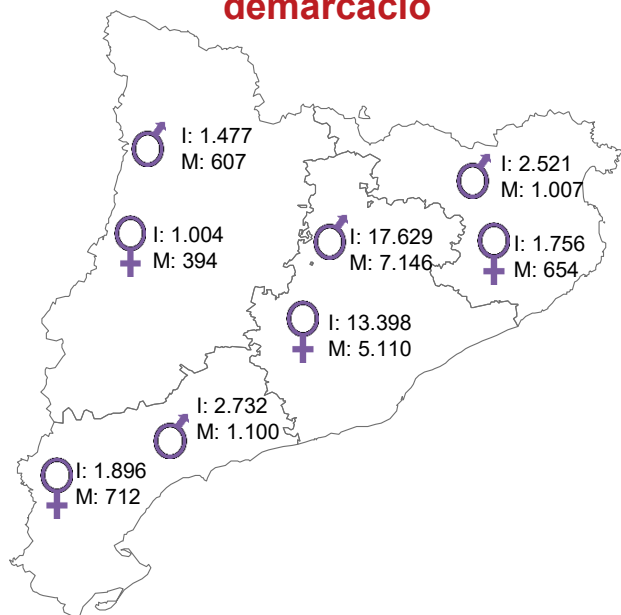 demarcació
I: 1.477
M: 607
I: 1.004
M: 394
I: 2.521
M: 1.007
I: 1.756
M: 654
I: 17.629
M: 7.146
I: 13.398
M: 5.110
I: 2.732
M: 1.100
I: 1.896
M: 712